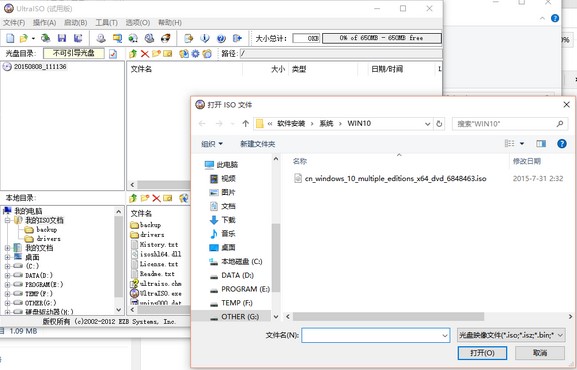 UltraISO (试用版)
文件(F) 操作(A) 启动(B) 工具(T) 选项(O) 帮助(H)
大小总计: 0KB 0% of 650MB - 650MB free
光盘目录: 不可引导光盘 路径: /
20150808_111136
文件名 大小 类型 日期/时间
本地目录:
我的电脑
我的ISO文档
backup
drivers
我的文档
桌面
(C:)
DATA(D:)
PROGRAM(E:)
TEMP(F:)
OTHER(G:)
硬盘驱动器(H:)
文件名
backup
drivers
History.txt
isoshl64.dll
License.txt
Readme.txt
ultraiso.chm
UltraISO.exe
unins000.dat
版权所有 (c)2002-2012 EZB Systems, Inc.
1.09 MB
打开 ISO 文件
« 软件安装 › 系统 › WIN10
搜索"WIN10"
组织 新建文件夹
此电脑
视频
图片
文档
下载
音乐
桌面
本地磁盘 (C:)
DATA (D:)
PROGRAM (E:)
TEMP (F:)
OTHER (G:)
名称 修改日期
cn_windows_10_multiple_editions_x64_dvd_6848463.iso 2015-7-31 2:32
文件名(N): 光盘映像文件(*.iso;*.isz;*.bin;*
打开(O) 取消